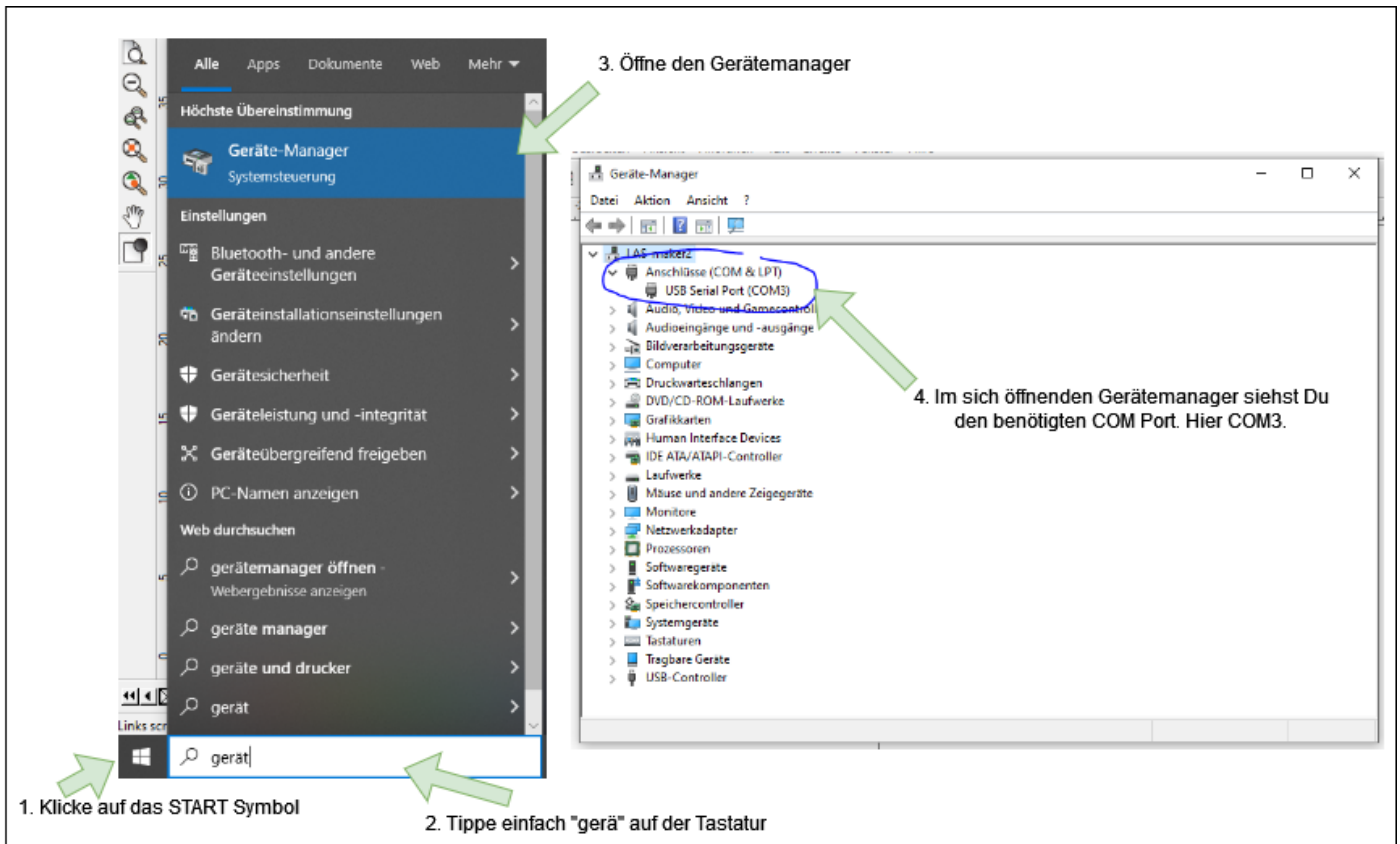 3. Öffne den Gerätemanager
Alle Apps Dokumente Web Mehr
Höchste Übereinstimmung
Geräte-Manager
Systemsteuerung
Einstellungen
Bluetooth- und andere
Geräteeinstellungen
Geräteinstallationseinstellungen
ändern
Gerätesicherheit
Geräteleistung und -integrität
Geräteübergreifend freigeben
PC-Namen anzeigen
Web durchsuchen
gerätemanager öffnen -
Webergebnisse anzeigen
geräte manager
geräte und drucker
gerät
Links scr
gerät
1. Klicke auf das START Symbol
2. Tippe einfach "gerä" auf der Tastatur
Geräte-Manager
Datei Aktion Ansicht ?
LAS-maker2
Anschlüsse (COM & LPT)
USB Serial Port (COM3)
Audio, Video und Gamecontroll
Audioeingänge und -ausgänge
Bildverarbeitungsgeräte
Computer
Druckwarteschlangen
DVD/CD-ROM-Laufwerke
Grafikkarten
Human Interface Devices
IDE ATA/ATAPI-Controller
Laufwerke
Mäuse und andere Zeigegeräte
Monitore
Netzwerkadapter
Prozessoren
Softwaregeräte
Softwarekomponenten
Speichercontroller
Systemgeräte
Tastaturen
Tragbare Geräte
USB-Controller
4. Im sich öffnenden Gerätemanager siehst Du
den benötigten COM Port. Hier COM3.